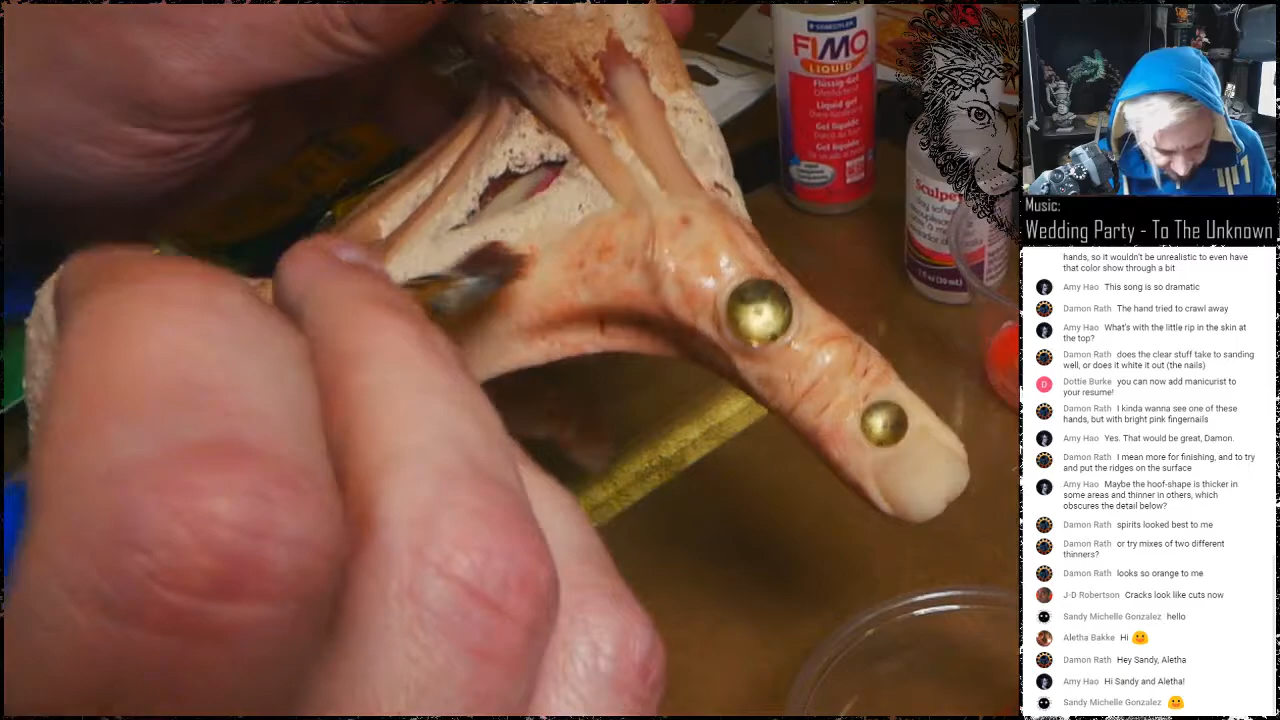 STAEDTLER
FIMO
LIQUID
Flüssig-Gel
Liquid gel
Gel liquide
Sculpey
Music:
Wedding Party - To The Unknown
hands, so it wouldn't be unrealistic to even have
that color show through a bit
Amy Hao This song is so dramatic
Damon Rath The hand tried to crawl away
Amy Hao What's with the little rip in the skin at
the top?
Damon Rath does the clear stuff take to sanding
well, or does it white it out (the nails)
D Dottie Burke you can now add manicurist to
your resume!
Damon Rath I kinda wanna see one of these
hands, but with bright pink fingernails
Amy Hao Yes. That would be great, Damon.
Damon Rath I mean more for finishing, and to try
and put the ridges on the surface
Amy Hao Maybe the hoof-shape is thicker in
some areas and thinner in others, which
obscures the detail below?
Damon Rath spirits looked best to me
Damon Rath or try mixes of two different
thinners?
Damon Rath looks so orange to me
J-D Robertson Cracks look like cuts now
Sandy Michelle Gonzalez hello
Aletha Bakke Hi
Damon Rath Hey Sandy, Aletha
Amy Hao Hi Sandy and Aletha!
Sandy Michelle Gonzalez